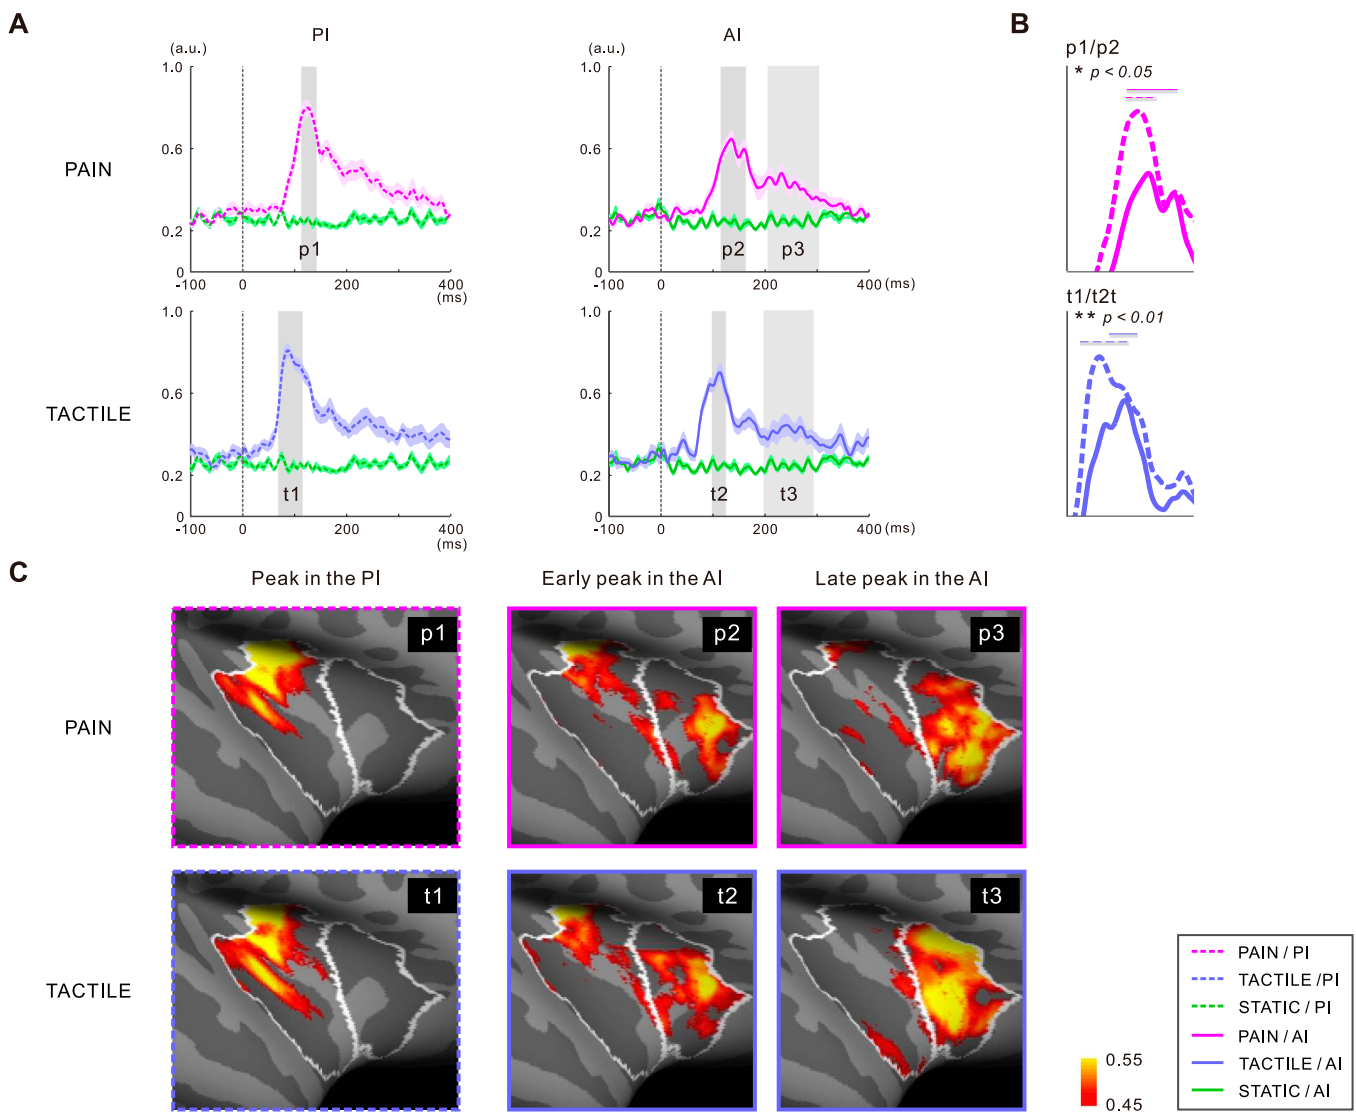 A
PI
AI
B
(a.u.)
(a.u.)
p1/p2
* p < 0.05
PAIN
1.0
0.6
0.2
0
p1
-100 0 200 400
(ms)
1.0
0.6
0.2
0
p2 p3
-100 0 200 400
(ms)
t1/t2t
** p < 0.01
TACTILE
1.0
0.6
0.2
0
t1
-100 0 200 400
(ms)
1.0
0.6
0.2
0
t2 t3
-100 0 200 400
(ms)
C
Peak in the PI
Early peak in the AI
Late peak in the AI
PAIN
p1
p2
p3
TACTILE
t1
t2
t3
0.55
0.45
PAIN / PI
TACTILE /PI
STATIC / PI
PAIN / AI
TACTILE / AI
STATIC / AI